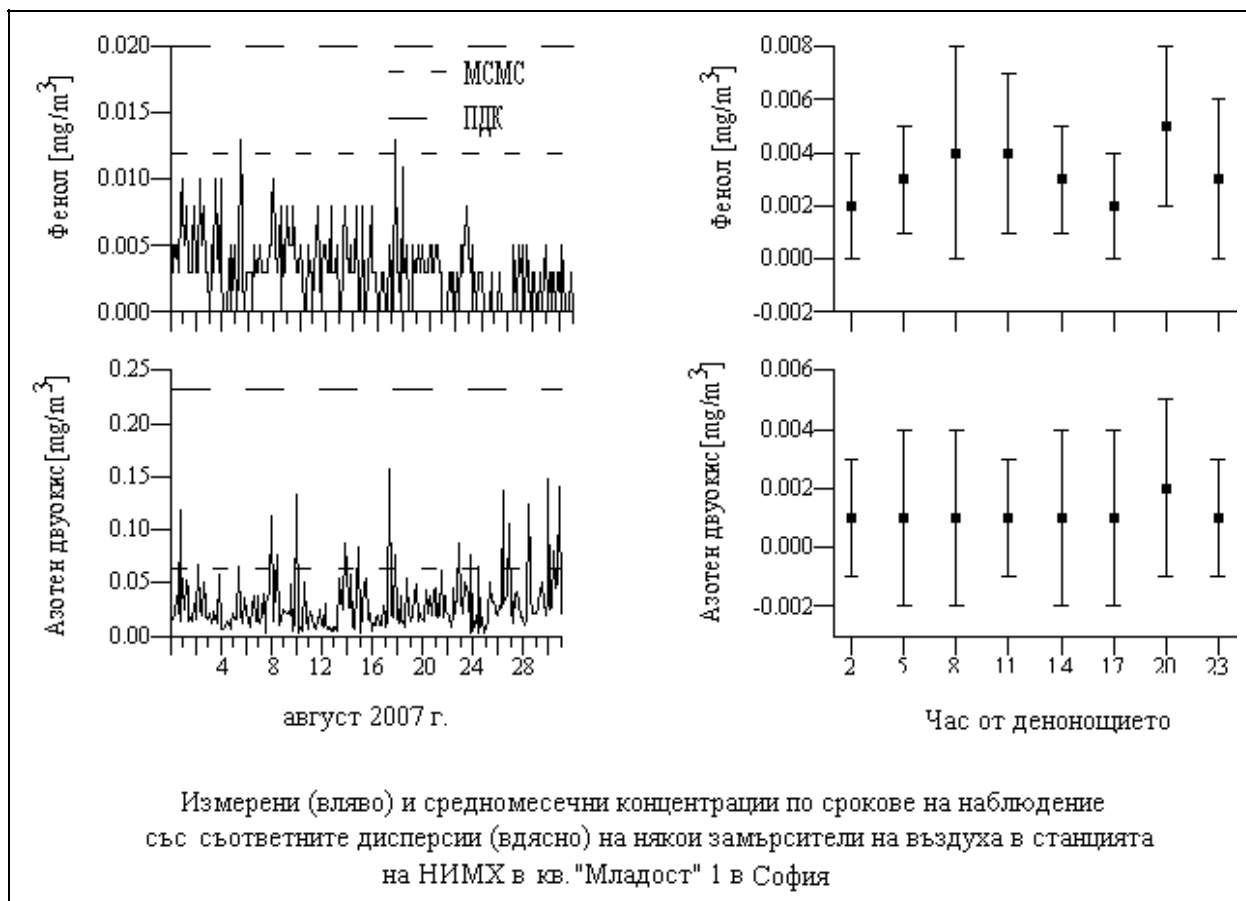 Фенол [mg/m³]
0.020
0.015
0.010
0.005
0.000
МСМС
ПДК
Фенол [mg/m³]
0.008
0.006
0.004
0.002
0.000
-0.002
Азотен двуокис[mg/m³]
0.25
0.20
0.15
0.10
0.05
0.00
4 8 12 16 20 24 28
август 2007 г.
Азотен двуокис [mg/m³]
0.006
0.004
0.002
0.000
-0.002
2 5 8 11 14 17 20 23
Час от денонощието
Измерени (вляво) и средномесечни концентрации по срокове на наблюдение
със съответните дисперсии (вдясно) на някои замърсители на въздуха в станцията
на НИМХ в кв."Младост" 1 в София